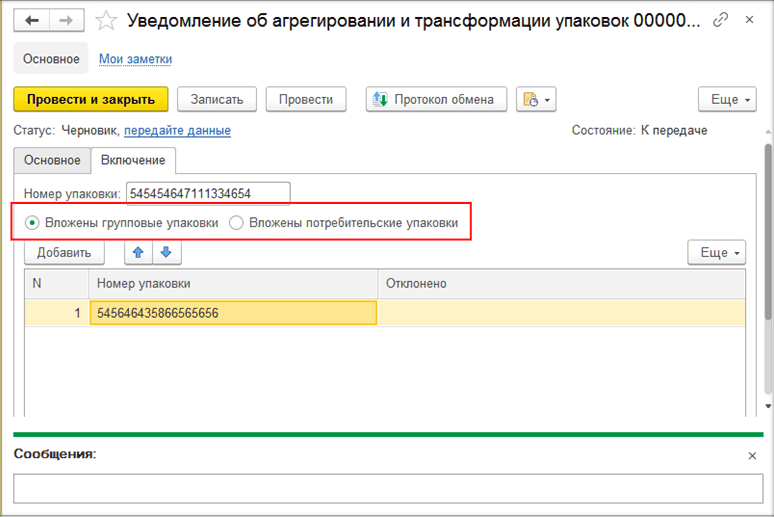 Уведомление об агрегировании и трансформации упаковок 00000...
Основное Мои заметки
Провести и закрыть Записать Провести Протокол обмена Еще
Статус: Черновик, передайте данные Состояние: К передаче
Основное Включение
Номер упаковки: 545454647111334654
Вложены групповые упаковки Вложены потребительские упаковки
Добавить Еще
N Номер упаковки Отклонено
1 545646435866565656
Сообщения: